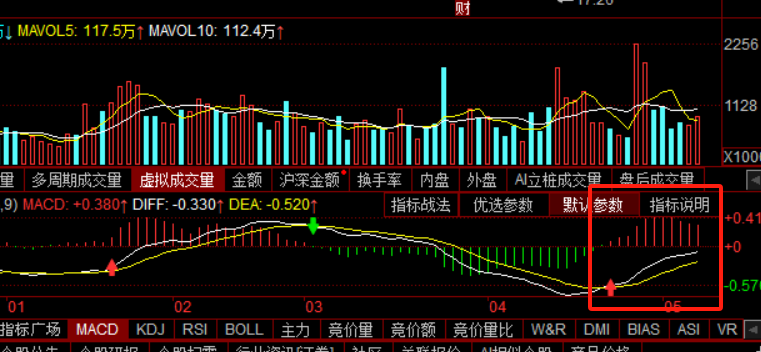 财
17.20
万↓ MAVOL5: 117.5万↑ MAVOL10: 112.4万↑
2256
1128
X1000
量 多周期成交量 虚拟成交量 金额 沪深金额 换手率 内盘 外盘 AI立桩成交量 盘后成交量
,9) MACD: +0.380↑ DIFF: -0.330↑ DEA: -0.520↑
指标战法 优选参数 默认参数 指标说明
+0.41
+0
-0.570
01 02 03 04 05
指标广场 MACD KDJ RSI BOLL 主力 竞价量 竞价额 竞价量比 W&R DMI BIAS ASI VR